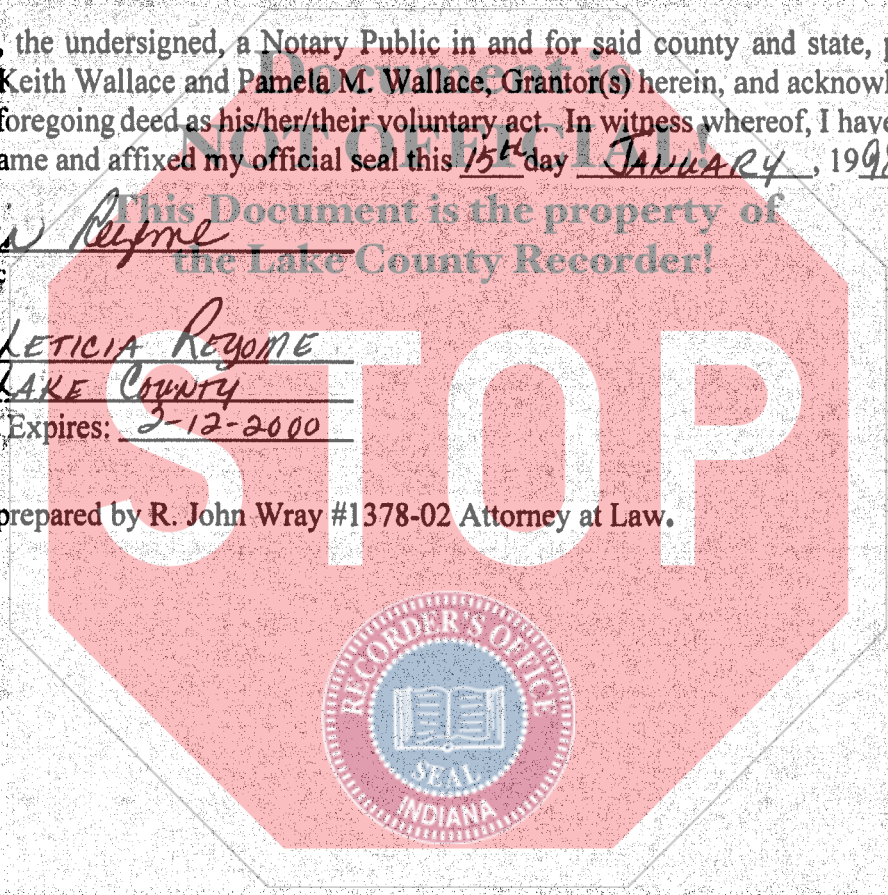 , the undersigned, a Notary Public in and for said county and state, p
Keith Wallace and Pamela M. Wallace, Grantor(s) herein, and acknowl
foregoing deed as his/her/their voluntary act. In witness whereof, I have
ame and affixed my official seal this 15th day JANUARY, 199
Document is
NOT OFFICIAL!
This Document is the property of
the Lake County Recorder!
Reyome
LETICIA REYOME
LAKE COUNTY
Expires: 2-12-2000
STOP
prepared by R. John Wray #1378-02 Attorney at Law.
RECORDER'S OFFICE
SEAL
INDIANA